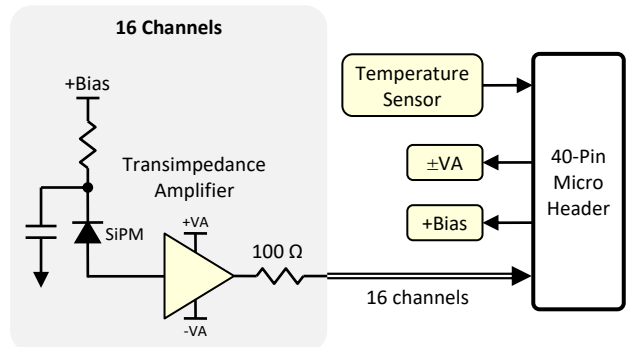 16 Channels
+Bias
Transimpedance
Amplifier
SiPM
+VA
-VA
100 Ω
Temperature
Sensor
±VA
+Bias
16 channels
40-Pin
Micro
Header